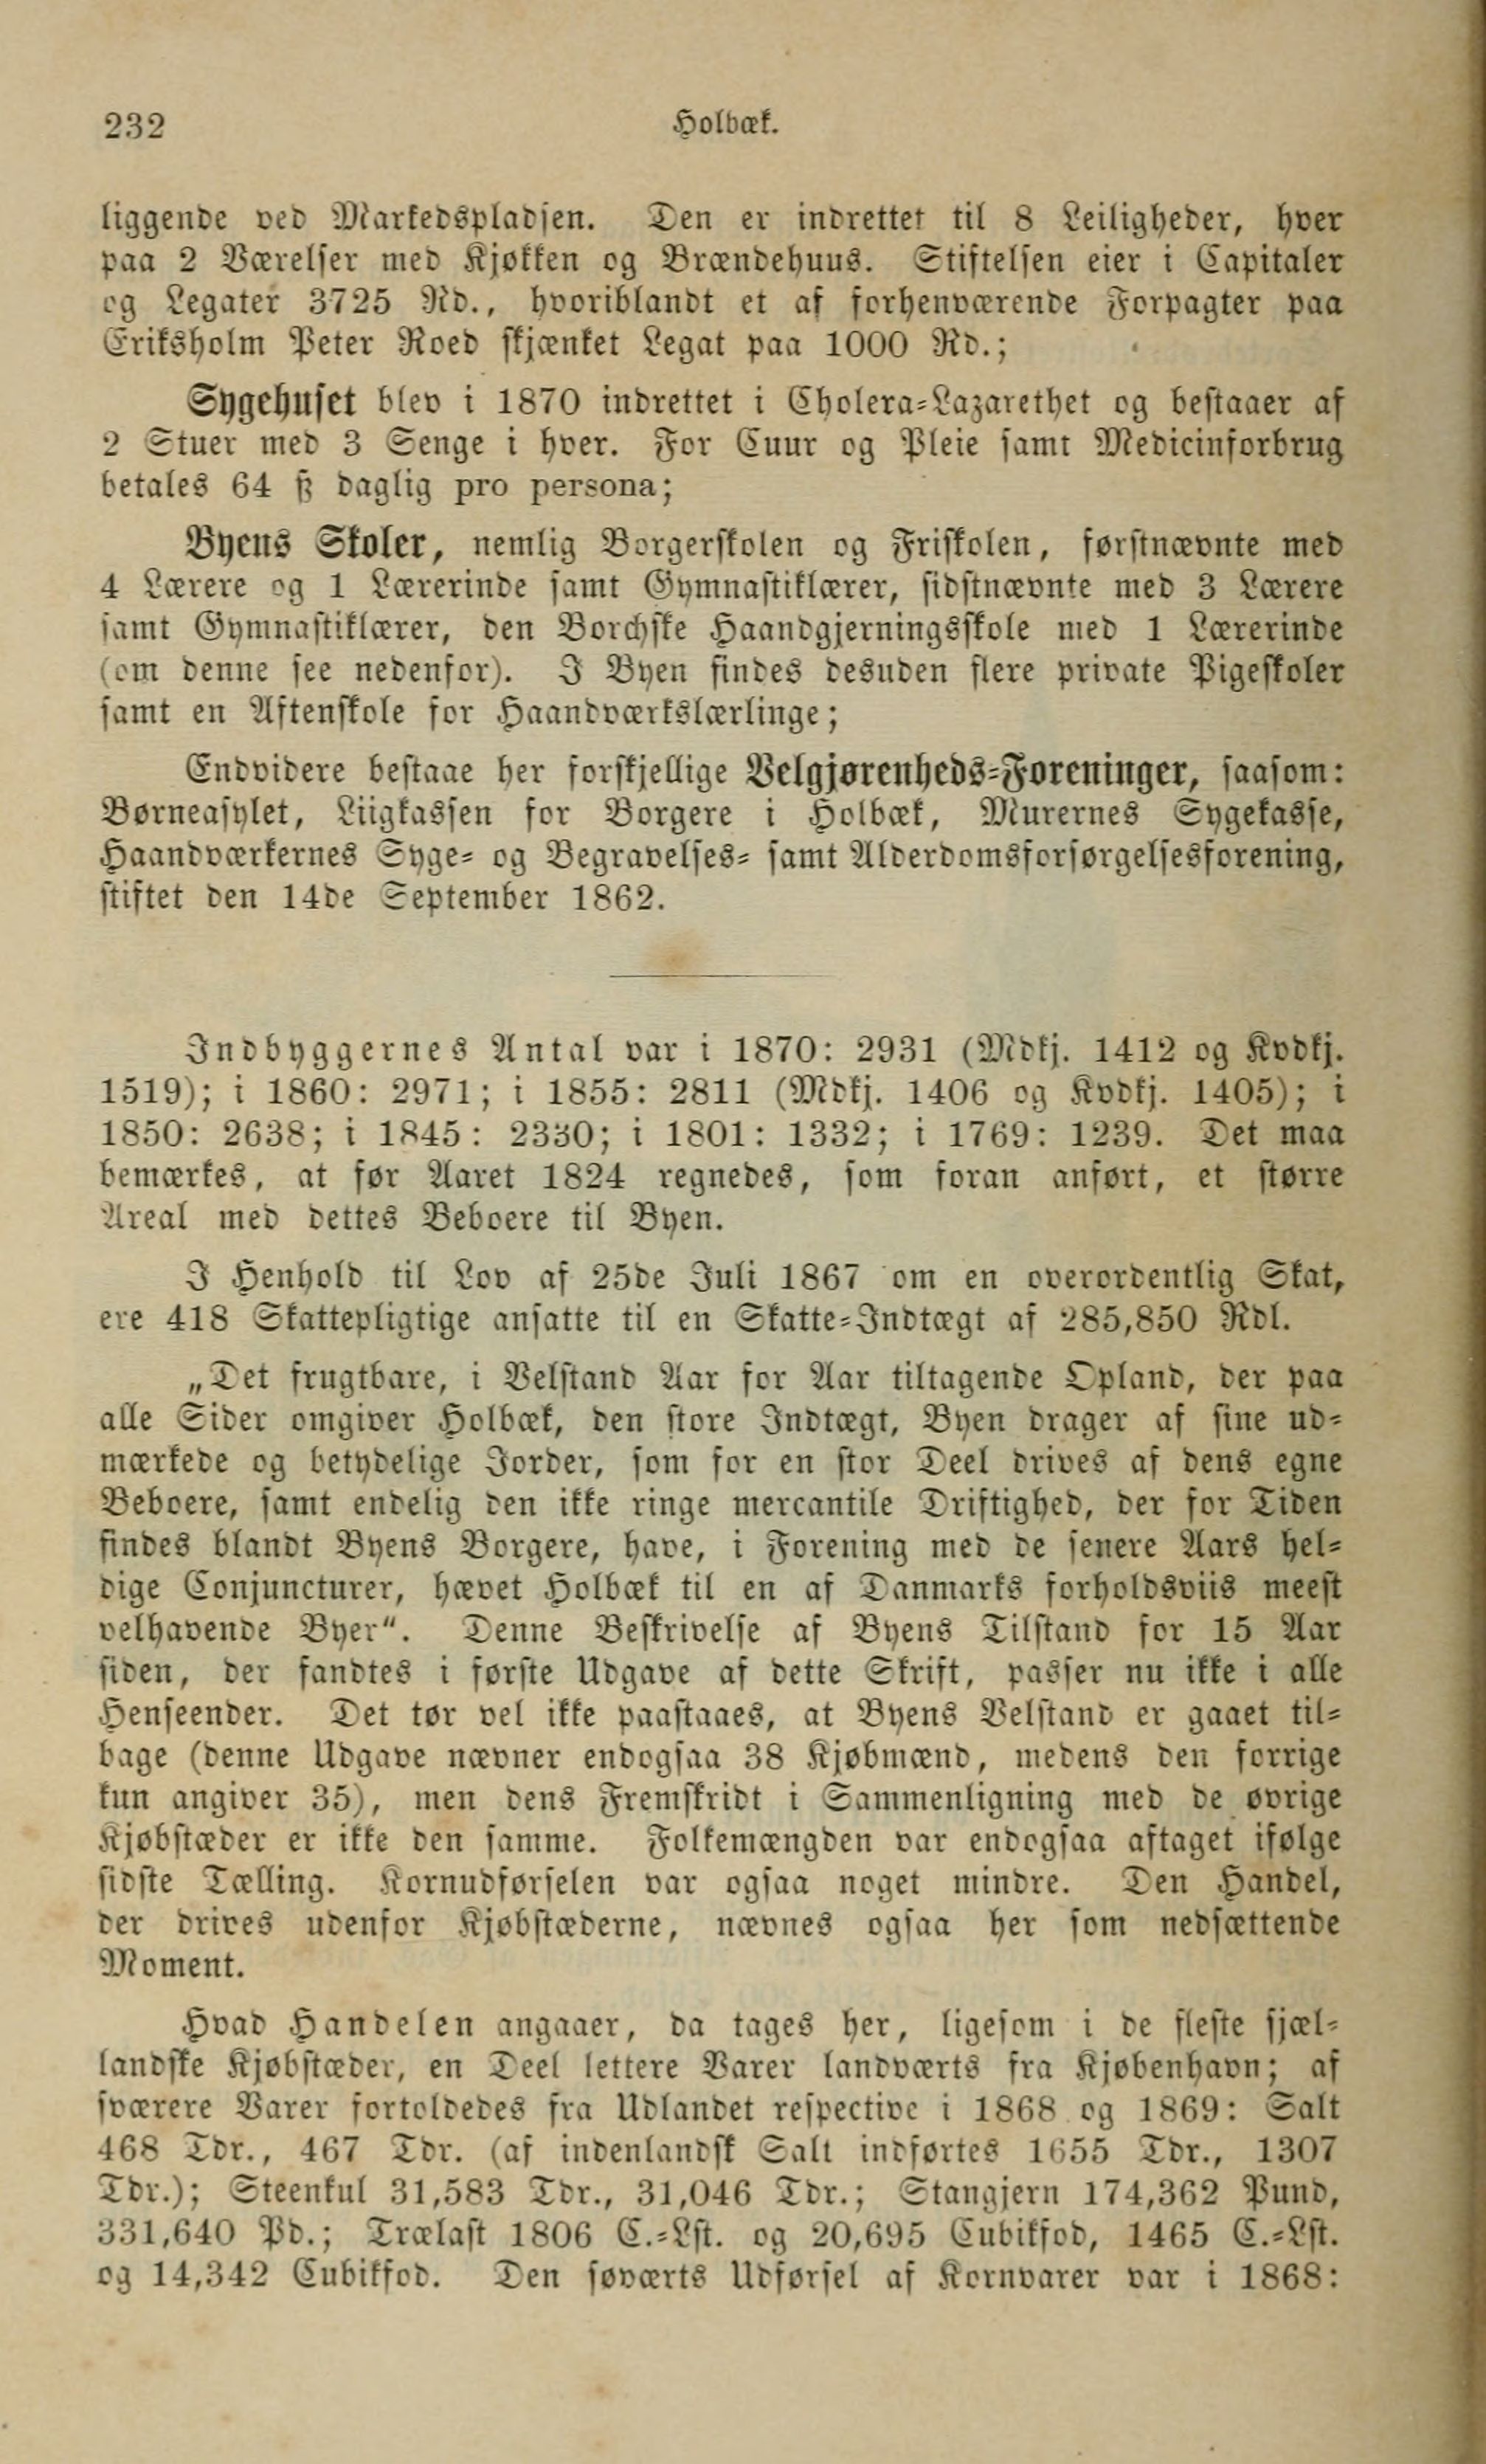 232
Holbæk.
liggende ved Markedspladsen. Den er indrettet til 8 Leiligheder, hver
paa 2 Værelser med Kjøkken og Brændehuus. Stiftelsen eier i Capitaler
og Legater 3725 Rd., hvoriblandt et af forhenværende Forpagter paa
Eriksholm Peter Roed skjænket Legat paa 1000 Rd.;
Sygehuset blev i 1870 indrettet i Cholera-Lazarethet og bestaaer af
2 Stuer med 3 Senge i hver. For Cuur og Pleie samt Medicinforbrug
betales 64 ß daglig pro persona;
Byens Skoler, nemlig Borgerskolen og Friskolen, førstnævnte med
4 Lærere og 1 Lærerinde samt Gymnastiklærer, sidstnævnte med 3 Lærere
samt Gymnastiklærer, den Borchske Haandgjerningsskole med 1 Lærerinde
(om denne see nedenfor). I Byen findes desuden flere private Pigeskoler
samt en Aftenskole for Haandværkslærlinge;
Endvidere bestaae her forskjellige Velgjørenheds-Foreninger, saasom:
Børneasylet, Liigkassen for Borgere i Holbæk, Murernes Sygekasse,
Haandværkernes Syge- og Begravelses- samt Alderdomsforsørgelsesforening,
stiftet den 14de September 1862.
Indbyggernes Antal var i 1870: 2931 (Mdkj. 1412 og Kvdkj.
1519); i 1860: 2971; i 1855: 2811 (Mdkj. 1406 og Kvdkj. 1405); i
1850: 2638; i 1845: 2330; i 1801: 1332; i 1769: 1239. Det maa
bemærkes, at før Aaret 1824 regnedes, som foran anført, et større
Areal med dettes Beboere til Byen.
I Henhold til Lov af 25de Juli 1867 om en overordentlig Skat,
ere 418 Skattepligtige ansatte til en Skatte-Indtægt af 285,850 Rdl.
„Det frugtbare, i Velstand Aar for Aar tiltagende Opland, der paa
alle Sider omgiver Holbæk, den store Indtægt, Byen drager af sine ud-
mærkede og betydelige Jorder, som for en stor Deel drives af dens egne
Beboere, samt endelig den ikke ringe mercantile Driftighed, der for Tiden
findes blandt Byens Borgere, have, i Forening med de senere Aars hel-
dige Conjuncturer, hævet Holbæk til en af Danmarks forholdsviis meest
velhavende Byer“. Denne Beskrivelse af Byens Tilstand for 15 Aar
siden, der fandtes i første Udgave af dette Skrift, passer nu ikke i alle
Henseender. Det tør vel ikke paastaaes, at Byens Velstand er gaaet til-
bage (denne Udgave nævner endogsaa 38 Kjøbmænd, medens den forrige
kun angiver 35), men dens Fremskridt i Sammenligning med de øvrige
Kjøbstæder er ikke den samme. Folkemængden var endogsaa aftaget ifølge
sidste Tælling. Kornudførselen var ogsaa noget mindre. Den Handel,
der drives udenfor Kjøbstæderne, nævnes ogsaa her som nedsættende
Moment.
Hvad Handelen angaaer, da tages her, ligesom i de fleste sjæl-
landske Kjøbstæder, en Deel lettere Varer landværts fra Kjøbenhavn; af
sværere Varer fortoldedes fra Udlandet respective i 1868 og 1869: Salt
468 Tdr., 467 Tdr. (af indenlandsk Salt indførtes 1655 Tdr., 1307
Tdr.); Steenkul 31,583 Tdr., 31,046 Tdr.; Stangjern 174,362 Pund,
331,640 Pd.; Trælast 1806 C.-Lst. og 20,695 Cubikfod, 1465 C.-Lst.
og 14,342 Cubikfod. Den søværts Udførsel af Kornvarer var i 1868: